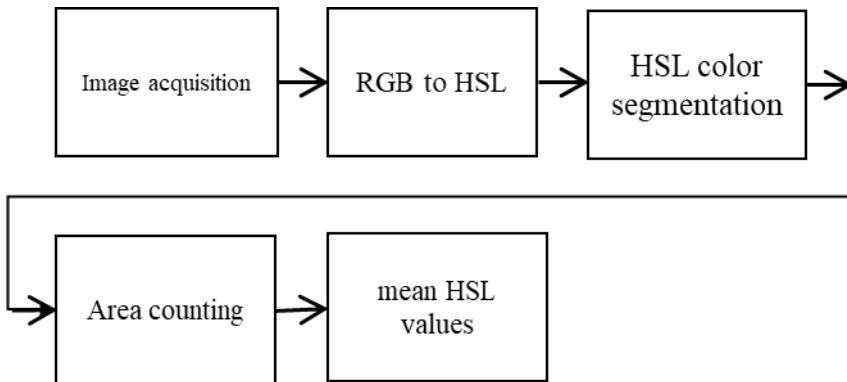 Image acquisition
RGB to HSL
HSL color
segmentation
Area counting
mean HSL
values